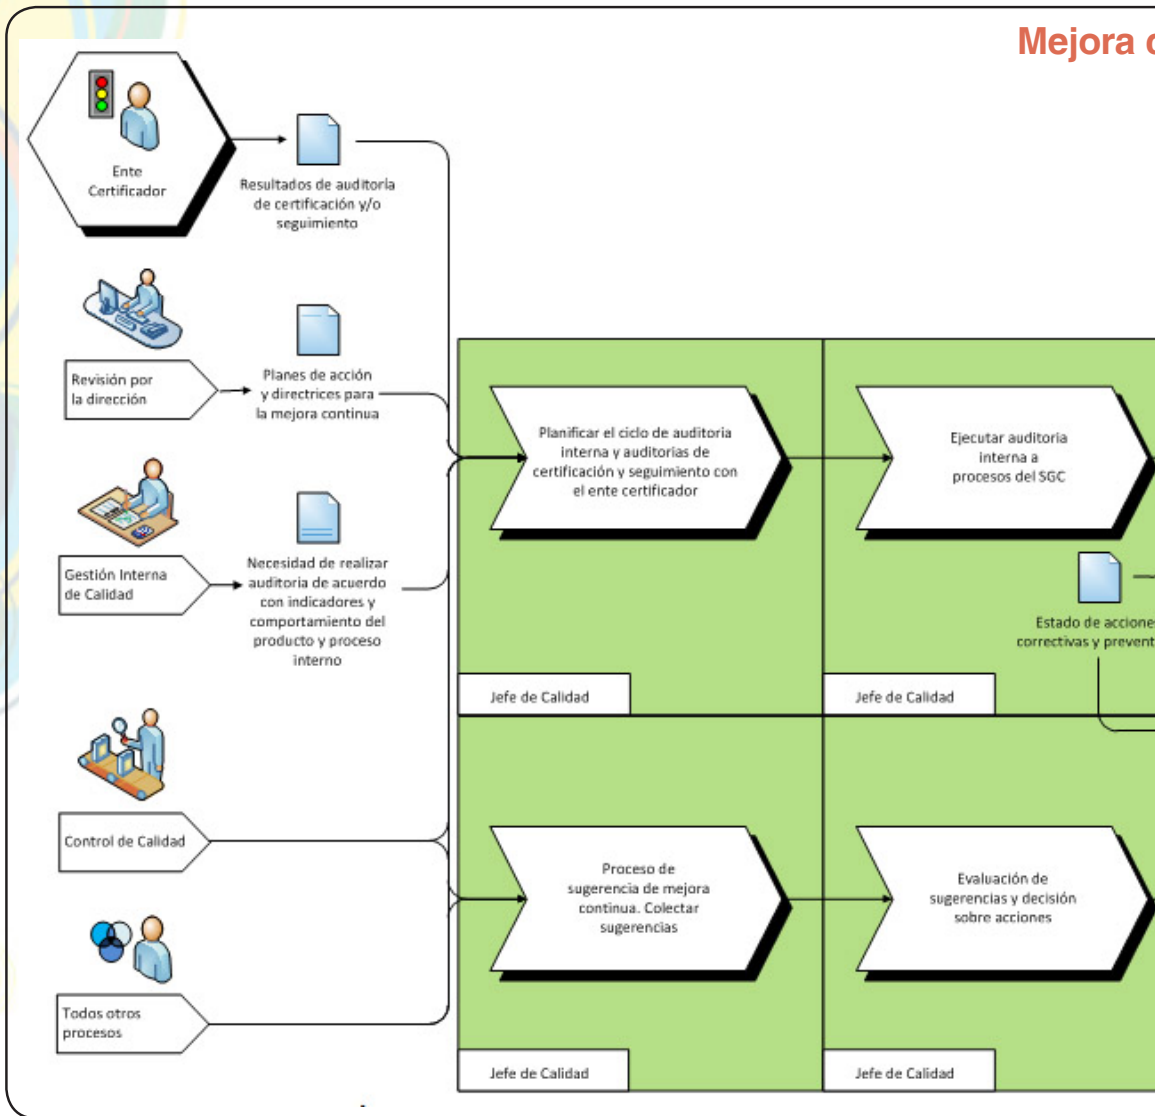 Mejora d
Ente
Certificador
Resultados de auditoría
de certificación y/o
seguimiento
Revisión por
la dirección
Planes de acción
y directrices para
la mejora continua
Gestión Interna
de Calidad
Necesidad de realizar
auditoria de acuerdo
con indicadores y
comportamiento del
producto y proceso
interno
Control de Calidad
Todos otros
procesos
Planificar el ciclo de auditoria
interna y auditorias de
certificación y seguimiento con
el ente certificador
Jefe de Calidad
Ejecutar auditoria
interna a
procesos del SGC
Estado de acciones
correctivas y prevent
Jefe de Calidad
Proceso de
sugerencia de mejora
continua. Colectar
sugerencias
Jefe de Calidad
Evaluación de
sugerencias y decisión
sobre acciones
Jefe de Calidad